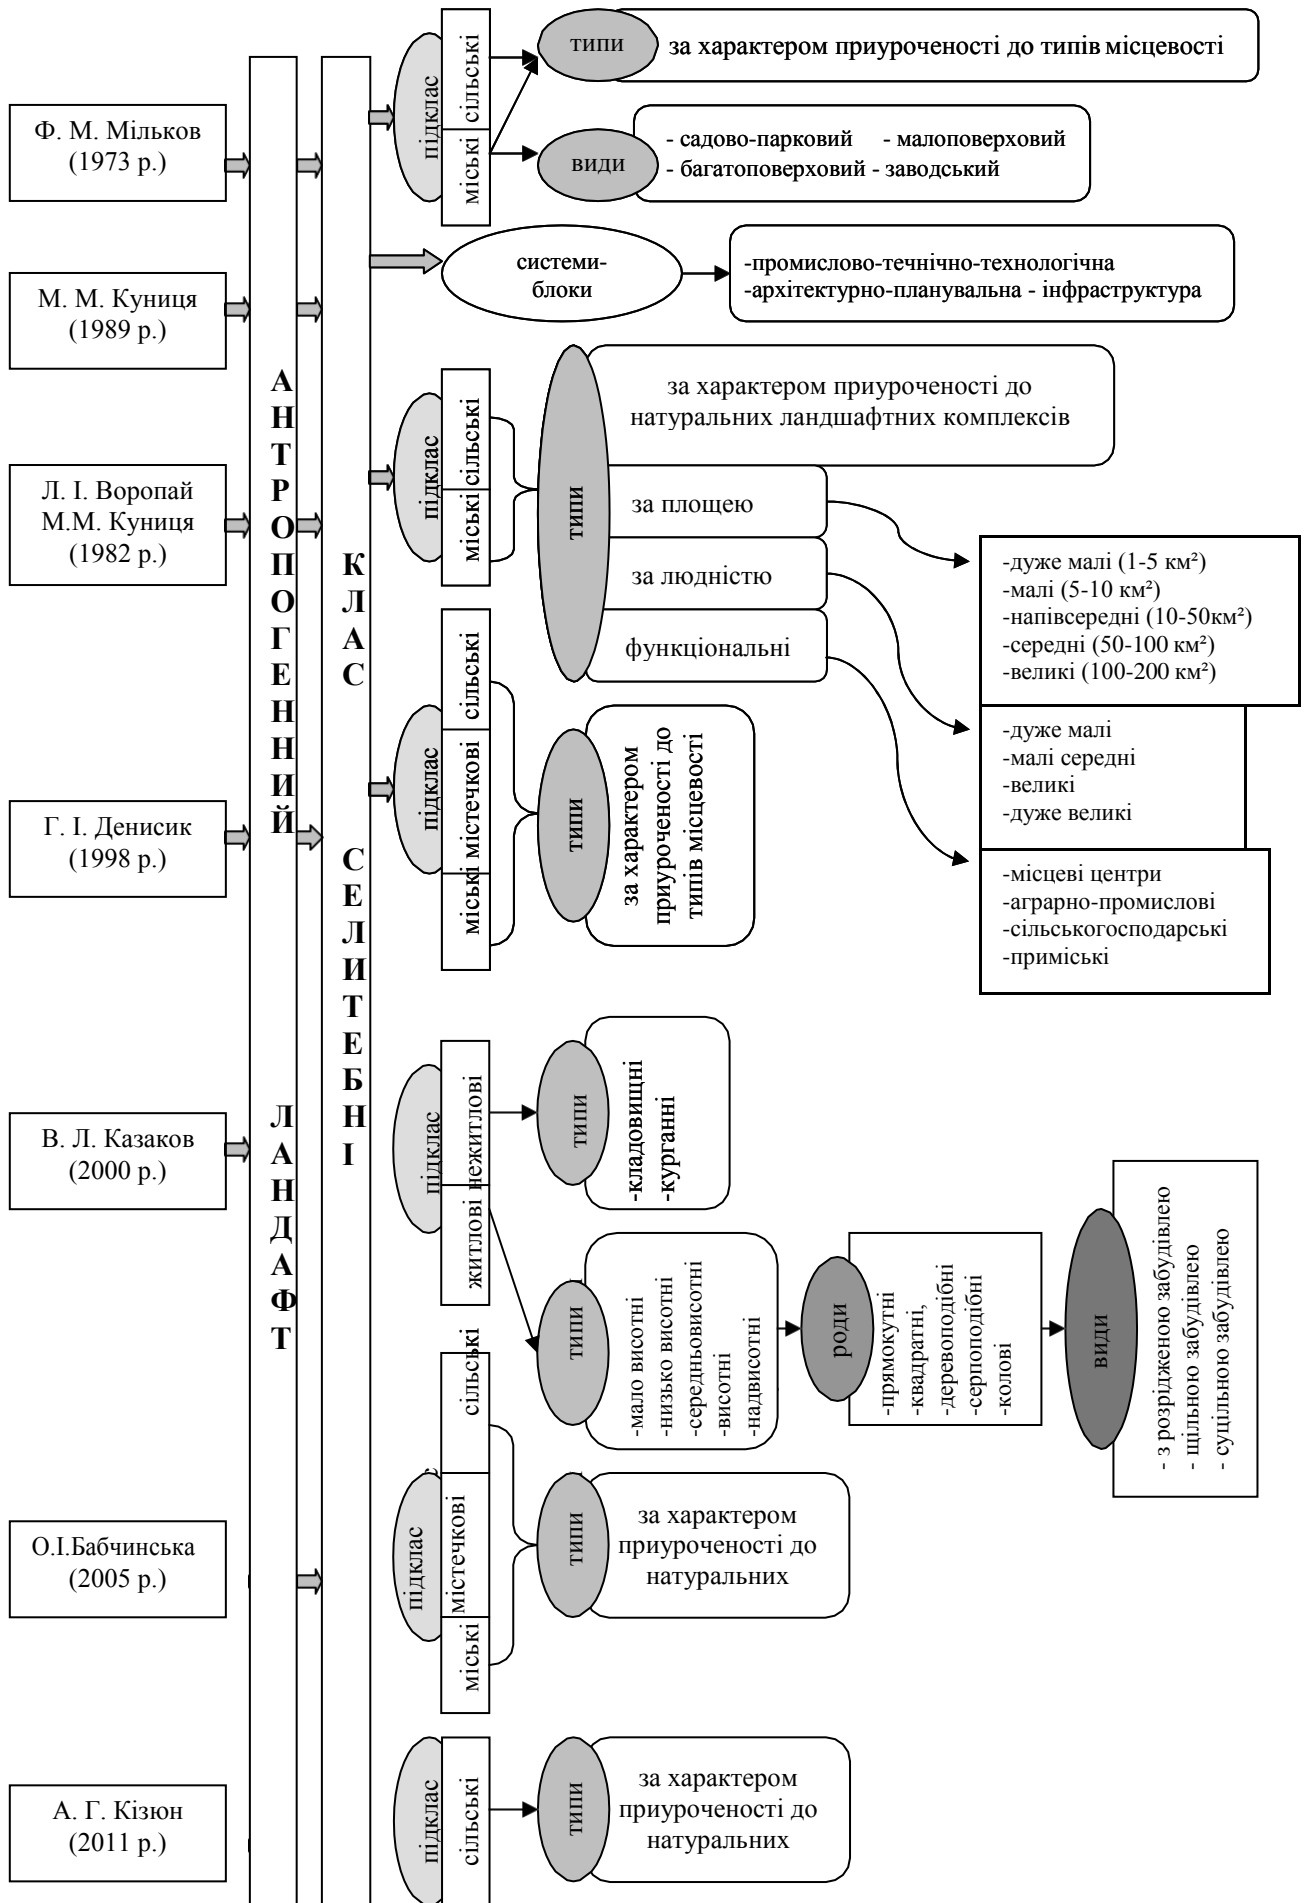 Ф. М. Мільков
(1973 р.)
М. М. Куниця
(1989 р.)
Л. І. Воропай
М.М. Куниця
(1982 р.)
Г. І. Денисик
(1998 р.)
В. Л. Казаков
(2000 р.)
О.І.Бабчинська
(2005 р.)
А. Г. Кізюн
(2011 р.)
АНТРОПОГЕННИЙ ЛАНДАФТ
КЛАС СЕЛИТЕБНІ
підклас
міські
сільські
типи
за характером приуроченості до типів місцевості
види
- садово-парковий - малоповерховий
- багатоповерховий - заводський
системи-
блоки
-промислово-течнічно-технологічна
-архітектурно-планувальна - інфраструктура
підклас
міські
сільські
типи
за характером приуроченості до
натуральних ландшафтних комплексів
за площею
за людністю
функціональні
-дуже малі (1-5 км²)
-малі (5-10 км²)
-напівсередні (10-50км²)
-середні (50-100 км²)
-великі (100-200 км²)
-дуже малі
-малі середні
-великі
-дуже великі
-місцеві центри
-аграрно-промислові
-сільськогосподарські
-приміські
підклас
міські
містечкові
сільські
типи
за характером
приуроченості до
типів місцевості
підклас
житлові
нежитлові
типи
-кладовищні
-курганні
типи
-мало висотні
-низько висотні
-середньовисотні
-висотні
-надвисотні
роди
-прямокутні
-квадратні,
-деревоподібні
-серпоподібні
-колові
види
- з розрідженою забудівлею
- щільною забудівлею
- суцільною забудівлею
підклас
міські
містечкові
сільські
типи
за характером
приуроченості до
натуральних
підклас
сільські
типи
за характером
приуроченості до
натуральних